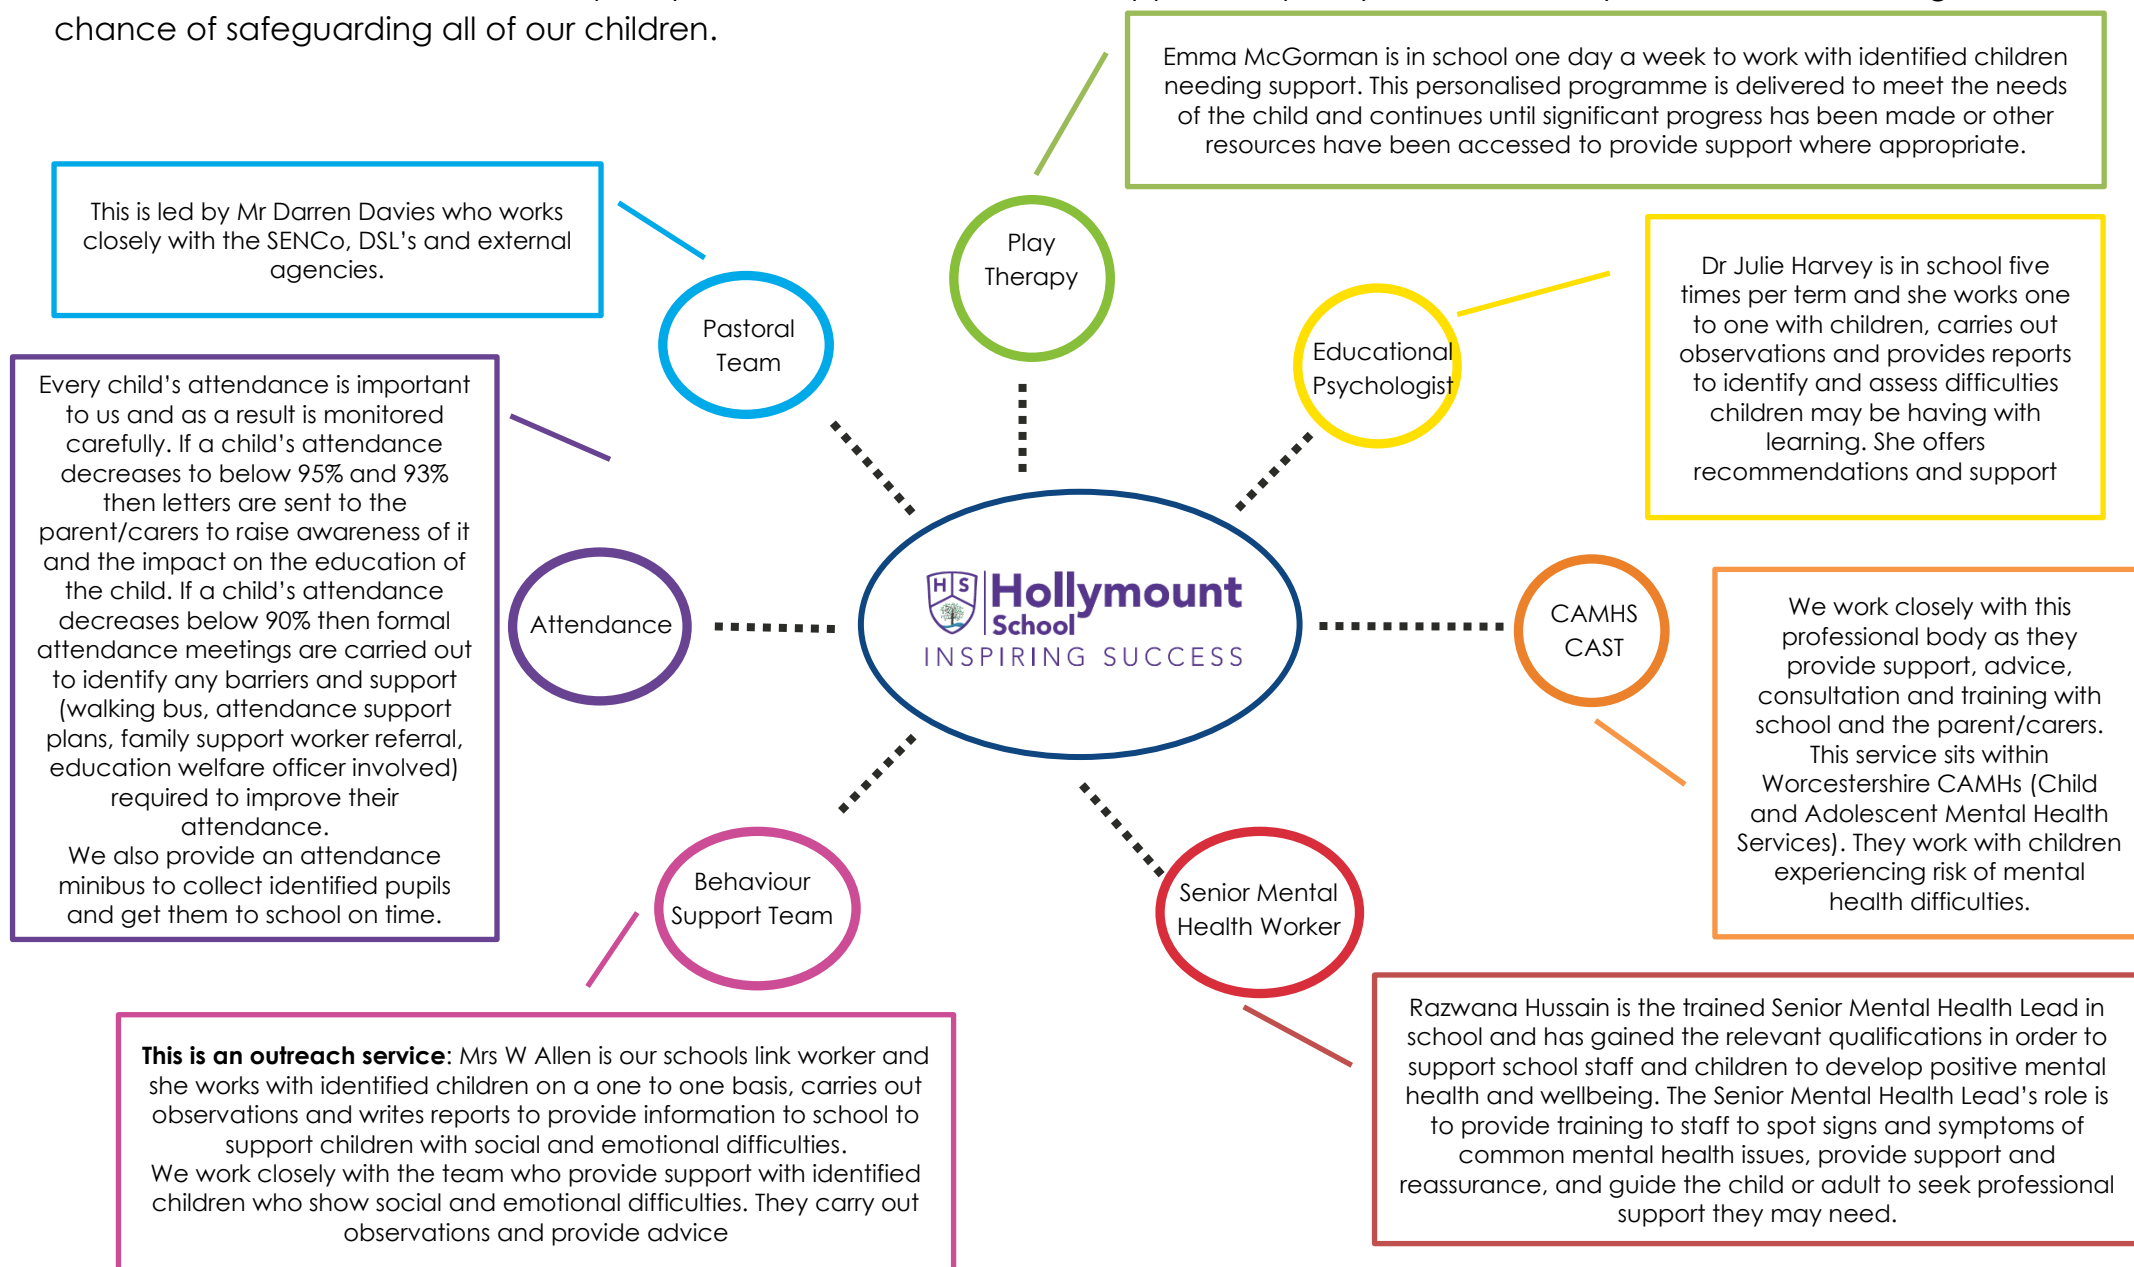 chance of safeguarding all of our children.
Emma McGorman is in school one day a week to work with identified children
needing support. This personalised programme is delivered to meet the needs
of the child and continues until significant progress has been made or other
resources have been accessed to provide support where appropriate.
This is led by Mr Darren Davies who works
closely with the SENCo, DSL's and external
agencies.
Play
Therapy
Dr Julie Harvey is in school five
times per term and she works one
to one with children, carries out
observations and provides reports
to identify and assess difficulties
children may be having with
learning. She offers
recommendations and support
Pastoral
Team
Educational
Psychologist
Every child's attendance is important
to us and as a result is monitored
carefully. If a child's attendance
decreases to below 95% and 93%
then letters are sent to the
parent/carers to raise awareness of it
and the impact on the education of
the child. If a child's attendance
decreases below 90% then formal
attendance meetings are carried out
to identify any barriers and support
(walking bus, attendance support
plans, family support worker referral,
education welfare officer involved)
required to improve their
attendance.
We also provide an attendance
minibus to collect identified pupils
and get them to school on time.
Attendance
HS
Hollymount
School
INSPIRING SUCCESS
CAMHS
CAST
We work closely with this
professional body as they
provide support, advice,
consultation and training with
school and the parent/carers.
This service sits within
Worcestershire CAMHs (Child
and Adolescent Mental Health
Services). They work with children
experiencing risk of mental
health difficulties.
Behaviour
Support Team
Senior Mental
Health Worker
This is an outreach service: Mrs W Allen is our schools link worker and
she works with identified children on a one to one basis, carries out
observations and writes reports to provide information to school to
support children with social and emotional difficulties.
We work closely with the team who provide support with identified
children who show social and emotional difficulties. They carry out
observations and provide advice
Razwana Hussain is the trained Senior Mental Health Lead in
school and has gained the relevant qualifications in order to
support school staff and children to develop positive mental
health and wellbeing. The Senior Mental Health Lead's role is
to provide training to staff to spot signs and symptoms of
common mental health issues, provide support and
reassurance, and guide the child or adult to seek professional
support they may need.